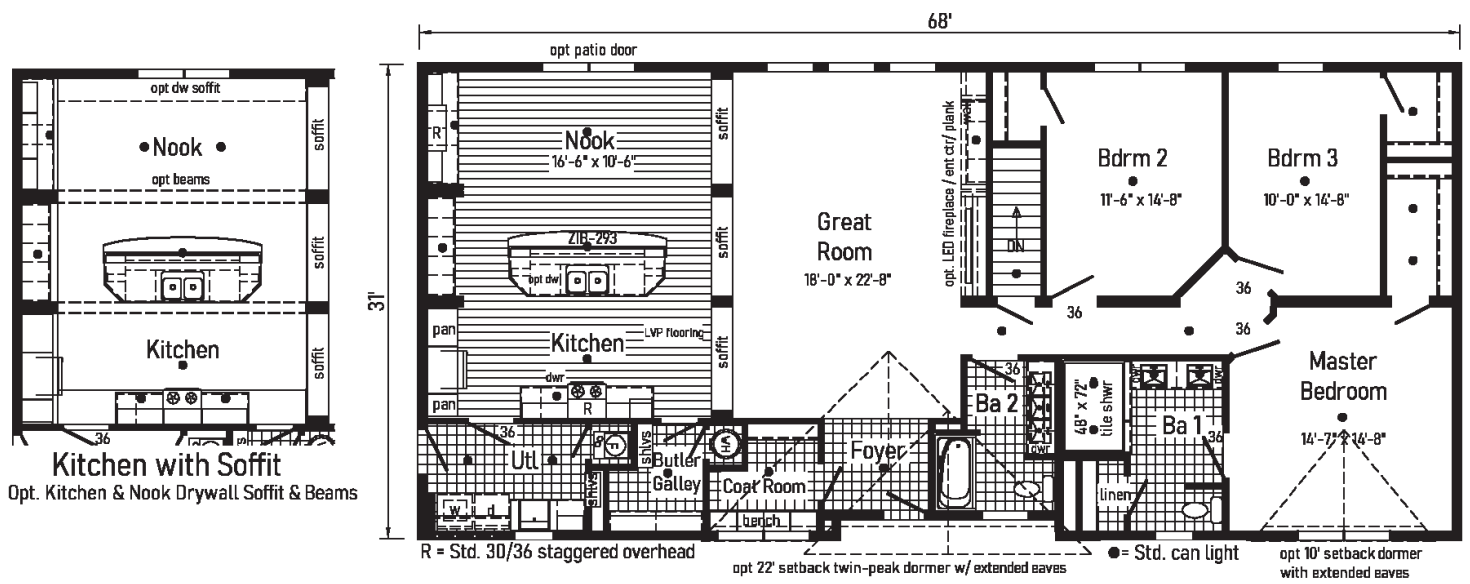 opt dw soffit
soffit
Nook
opt beams
soffit
Kitchen
soffit
36
Kitchen with Soffit
Opt. Kitchen & Nook Drywall Soffit & Beams
68'
opt patio door
31'
R
Nook
16'-6" x 10'-6"
soffit
ZIB-293
opt dw
soffit
pan
Kitchen
LVP flooring
soffit
pan
dwr
R
Great
Room
18'-0" x 22'-8"
opt. LED fireplace / ent ctr/ plank
DN
Bdrm 2
11'-6" x 14'-8"
Bdrm 3
10'-0" x 14'-8"
36
36
36
Master
Bedroom
14'-7" x 14'-8"
36
Utl
shlvs
Butler
Galley
shlvs
w
d
HA
Coat Room
bench
Foyer
36
Ba 2
dwr
48" x 72"
tile shwr
dwr
dwr
Ba 1
36
linen
R = Std. 30/36 staggered overhead
opt 22' setback twin-peak dormer w/ extended eaves
= Std. can light
opt 10' setback dormer
with extended eaves